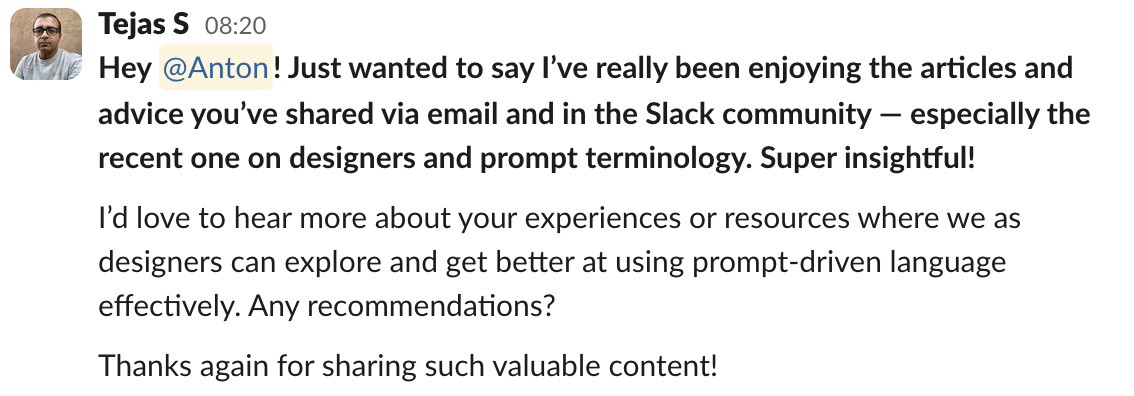 Tejas S 08:20
Hey @Anton! Just wanted to say I’ve really been enjoying the articles and
advice you’ve shared via email and in the Slack community — especially the
recent one on designers and prompt terminology. Super insightful!
I’d love to hear more about your experiences or resources where we as
designers can explore and get better at using prompt-driven language
effectively. Any recommendations?
Thanks again for sharing such valuable content!